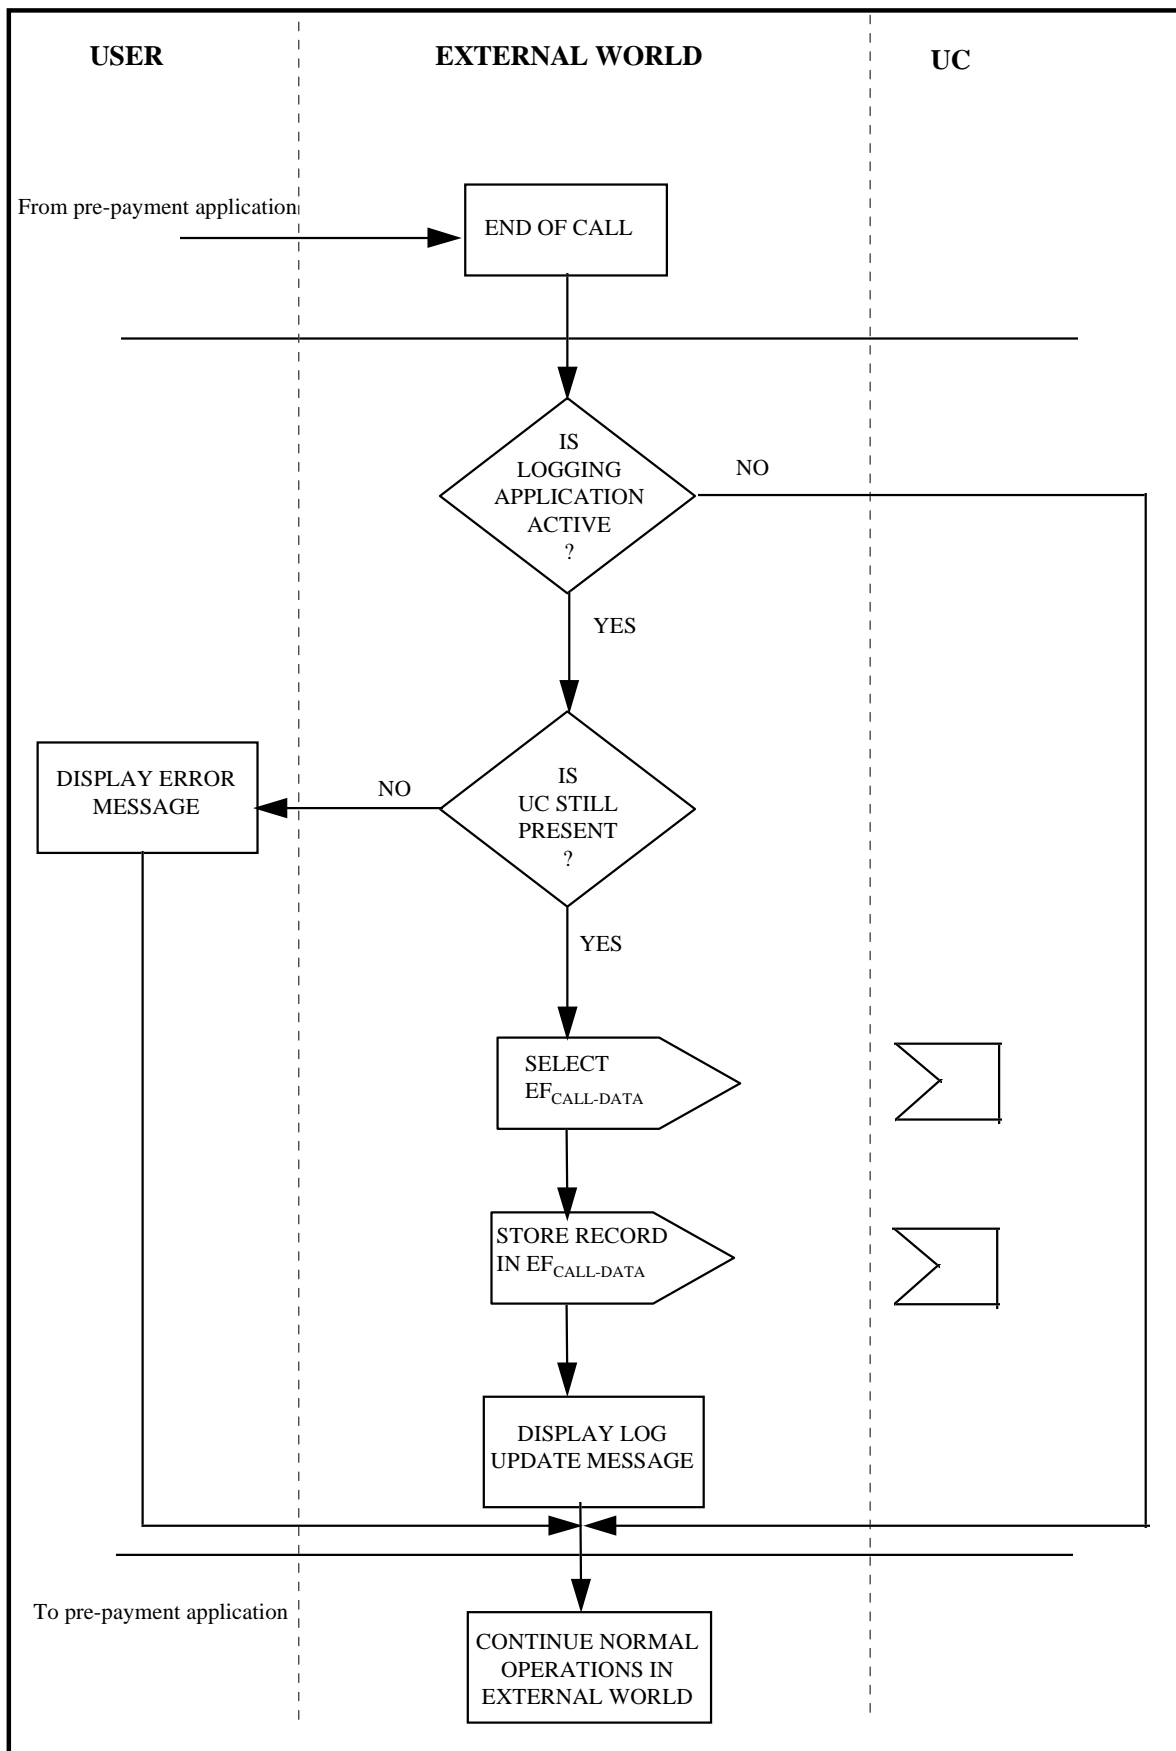 USER
EXTERNAL WORLD
UC
From pre-payment application
END OF CALL
IS
LOGGING
APPLICATION
ACTIVE
?
NO
YES
DISPLAY ERROR
MESSAGE
NO
IS
UC STILL
PRESENT
?
YES
SELECT
EFCALL-DATA
STORE RECORD
IN EFCALL-DATA
DISPLAY LOG
UPDATE MESSAGE
To pre-payment application
CONTINUE NORMAL
OPERATIONS IN
EXTERNAL WORLD